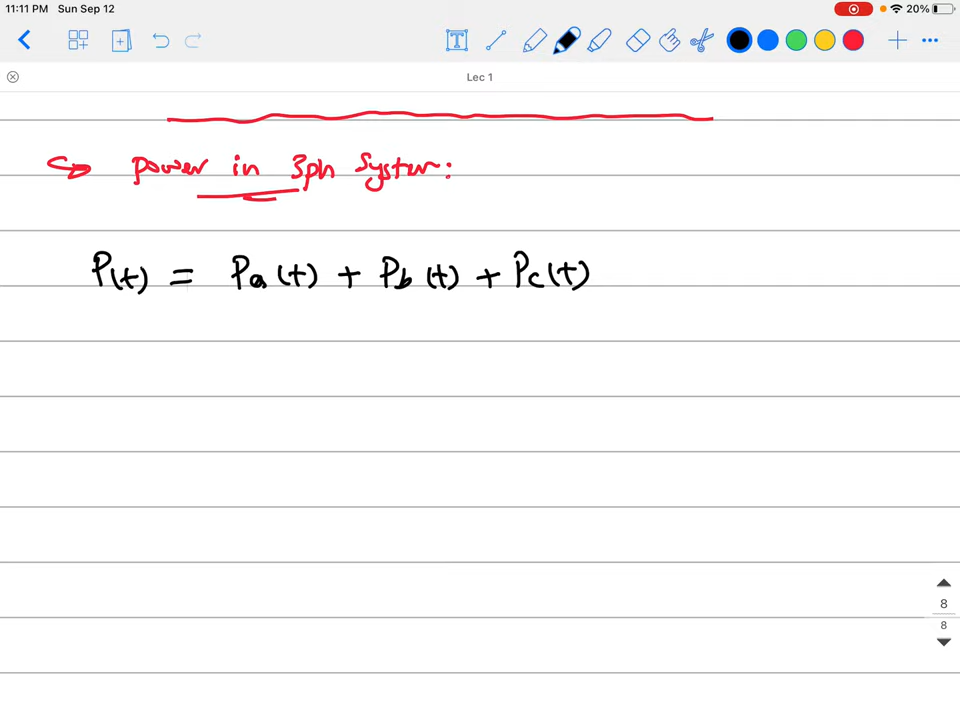 11:11 PM Sun Sep 12 20%
T
Lec 1
↪ power in 3ph System:
P(t) = Pa(t) + Pb(t) + Pc(t)
8
8